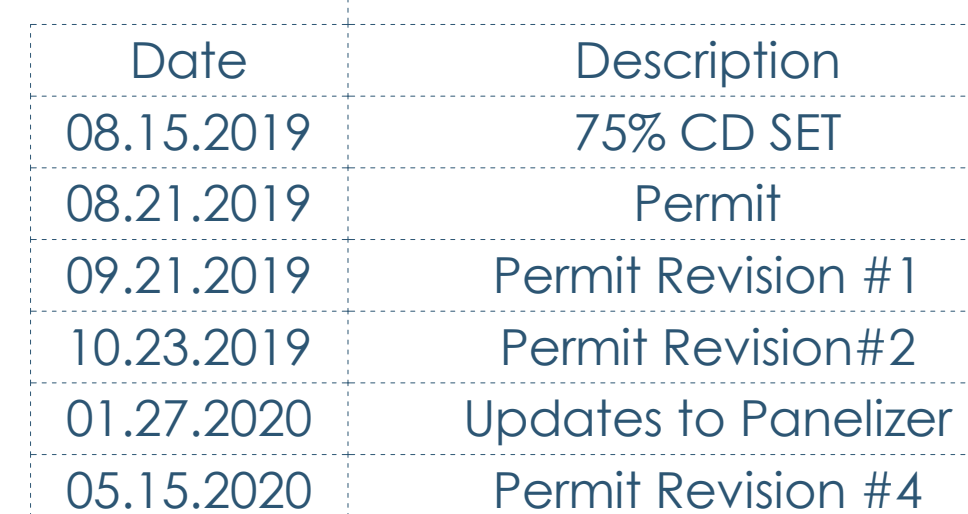 Date Description
08.15.2019 75% CD SET
08.21.2019 Permit
09.21.2019 Permit Revision #1
10.23.2019 Permit Revision#2
01.27.2020 Updates to Panelizer
05.15.2020 Permit Revision #4